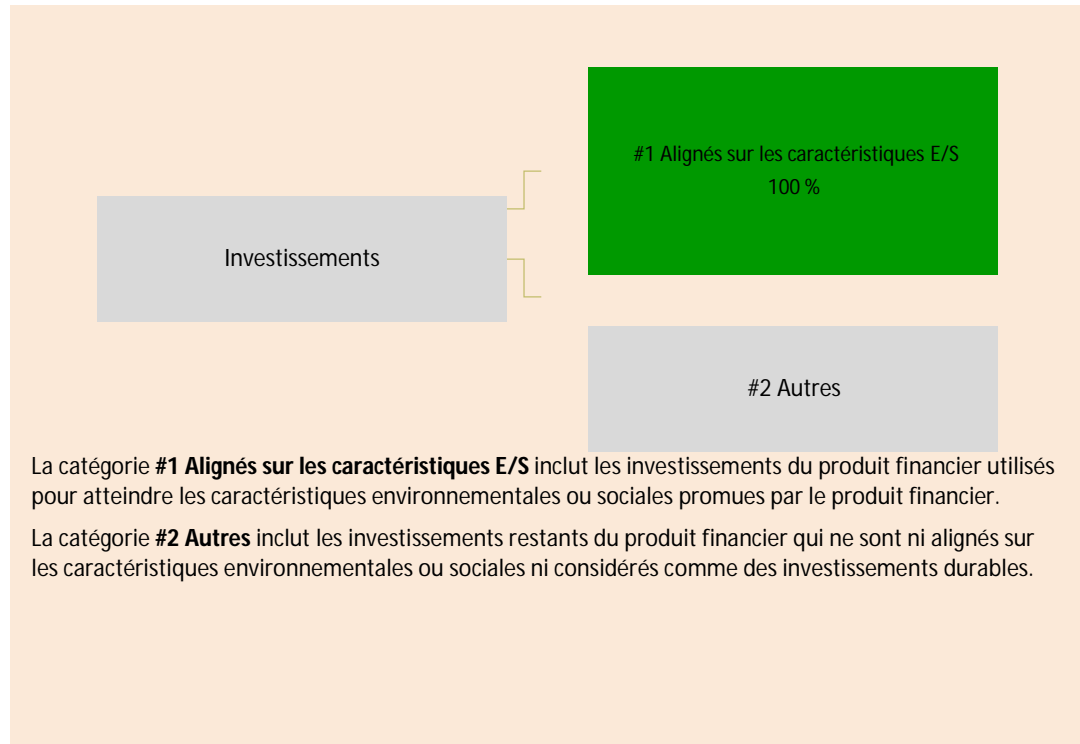 #1 Alignés sur les caractéristiques E/S
100 %
Investissements
#2 Autres
La catégorie #1 Alignés sur les caractéristiques E/S inclut les investissements du produit financier utilisés
pour atteindre les caractéristiques environnementales ou sociales promues par le produit financier.
La catégorie #2 Autres inclut les investissements restants du produit financier qui ne sont ni alignés sur
les caractéristiques environnementales ou sociales ni considérés comme des investissements durables.